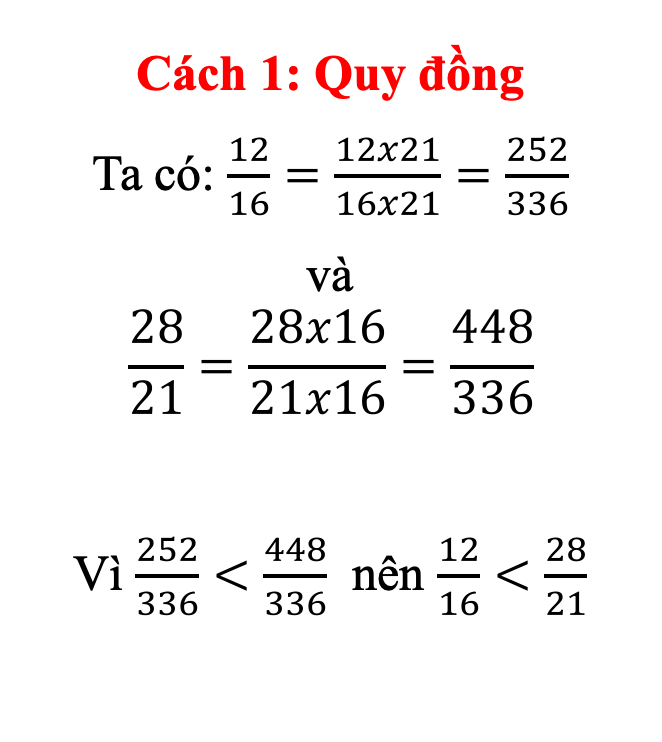 Cách 1: Quy đồng
Ta có: 12/16 = 12x21/16x21 = 252/336
và
28/21 = 28x16/21x16 = 448/336
Vì 252/336 < 448/336 nên 12/16 < 28/21